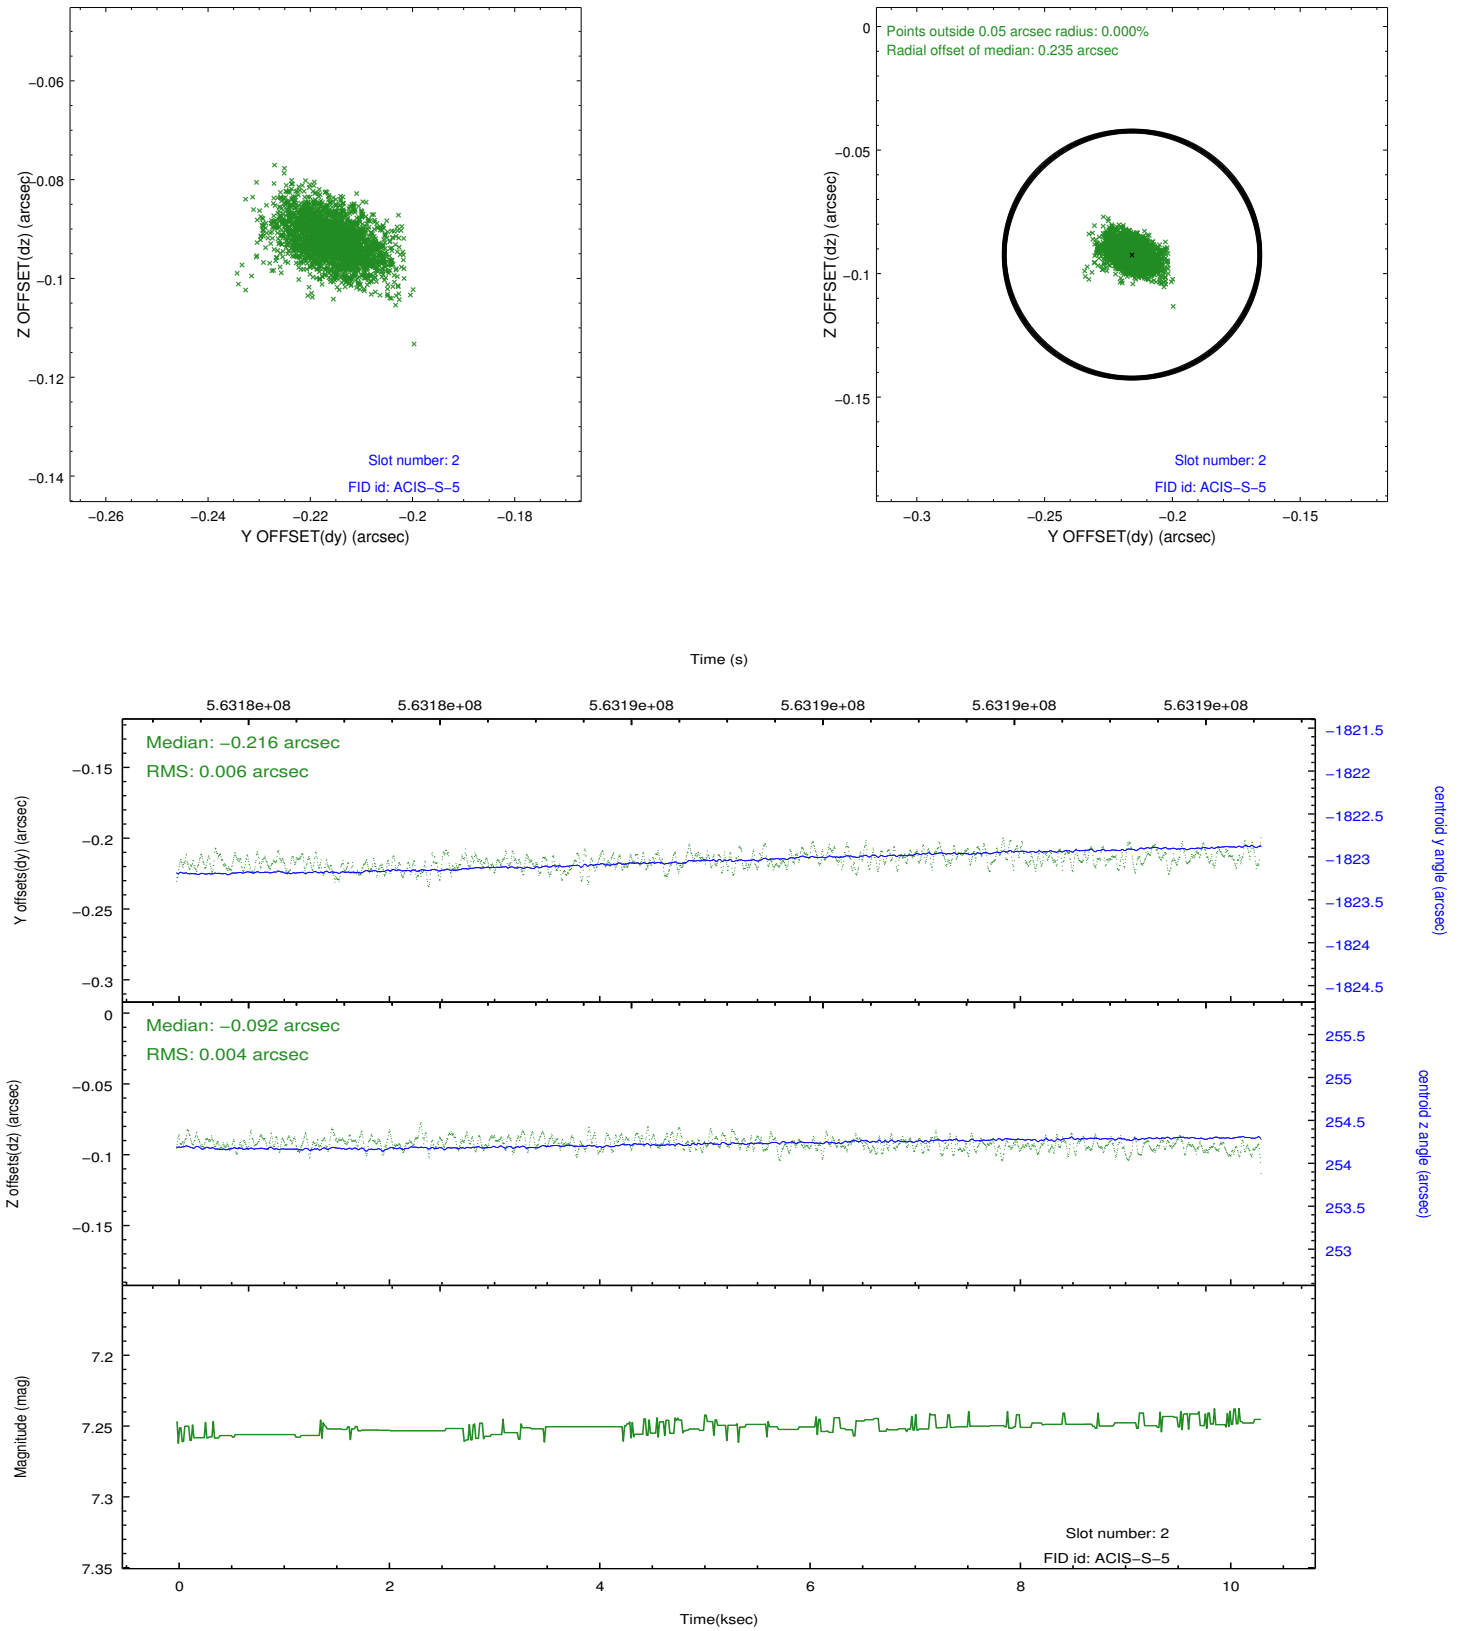 −0.06
−0.08
−0.1
−0.12
−0.14
Z OFFSET(dz) (arcsec)
Slot number: 2
FID id: ACIS−S−5
−0.26
−0.24
−0.22
−0.2
−0.18
Y OFFSET(dy) (arcsec)
0
−0.05
−0.1
−0.15
Z OFFSET(dz) (arcsec)
Points outside 0.05 arcsec radius: 0.000%
Radial offset of median: 0.235 arcsec
Slot number: 2
FID id: ACIS−S−5
−0.3
−0.25
−0.2
−0.15
Y OFFSET(dy) (arcsec)
Time (s)
5.6318e+08
5.6318e+08
5.6319e+08
5.6319e+08
5.6319e+08
5.6319e+08
Median: −0.216 arcsec
RMS: 0.006 arcsec
−0.15
−0.2
−0.25
−0.3
Y offsets(dy) (arcsec)
−1821.5
−1822
−1822.5
−1823
−1823.5
−1824
−1824.5
centroid y angle (arcsec)
Median: −0.092 arcsec
RMS: 0.004 arcsec
0
−0.05
−0.1
−0.15
Z offsets(dz) (arcsec)
255.5
255
254.5
254
253.5
253
centroid z angle (arcsec)
7.2
7.25
7.3
7.35
Magnitude (mag)
Slot number: 2
FID id: ACIS−S−5
0
2
4
6
8
10
Time(ksec)